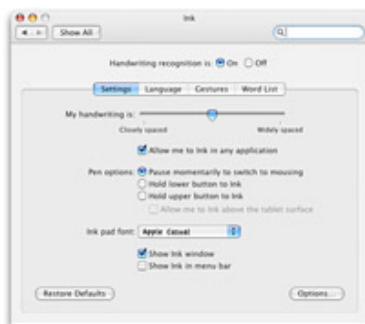 Ink
Show All
Handwriting recognition is: On Off
Settings Language Gestures Word List
My handwriting is:
Closely spaced Widely spaced
Allow me to Ink in any application
Pen options: Pause momentarily to switch to mousing
Hold lower button to Ink
Hold upper button to Ink
Allow me to Ink above the tablet surface
Ink pad font: Apple Casual
Show Ink window
Show Ink in menu bar
Restore Defaults Options...